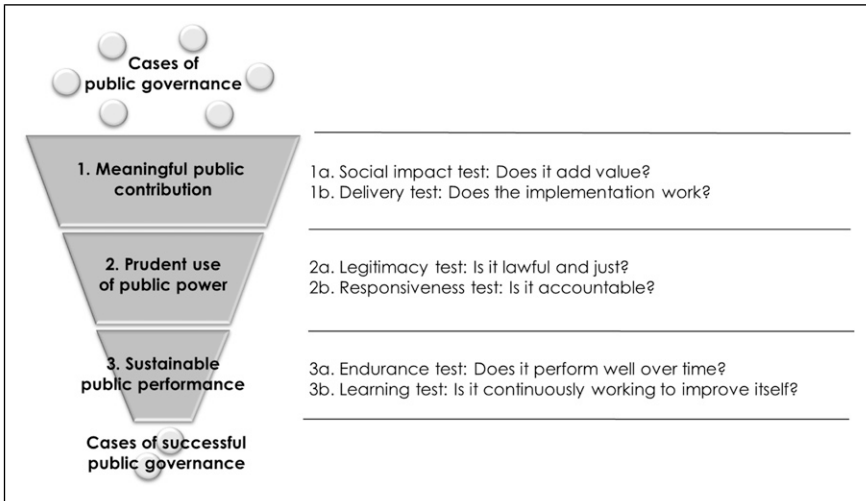 Cases of
public governance
1. Meaningful public
contribution
1a. Social impact test: Does it add value?
1b. Delivery test: Does the implementation work?
2. Prudent use
of public power
2a. Legitimacy test: Is it lawful and just?
2b. Responsiveness test: Is it accountable?
3. Sustainable
public performance
3a. Endurance test: Does it perform well over time?
3b. Learning test: Is it continuously working to improve itself?
Cases of successful
public governance